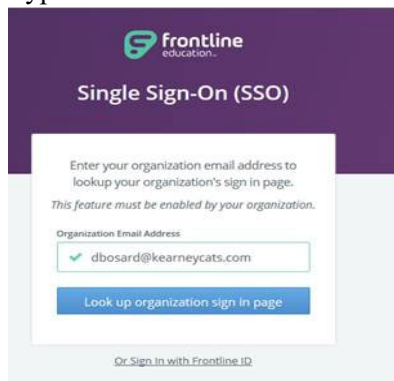 frontline
education™
Single Sign-On (SSO)
Enter your organization email address to
lookup your organization's sign in page.
This feature must be enabled by your organization.
Organization Email Address
dbosard@kearneycats.com
Look up organization sign in page
Or Sign In with Frontline ID